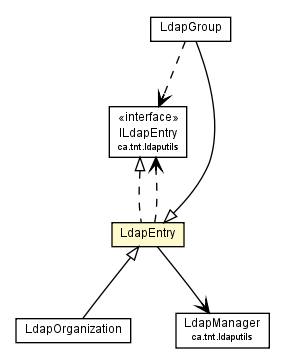 LdapGroup
«interface»
ILdapEntry
ca.tnt.ldaputils
LdapEntry
LdapOrganization
LdapManager
ca.tnt.ldaputils